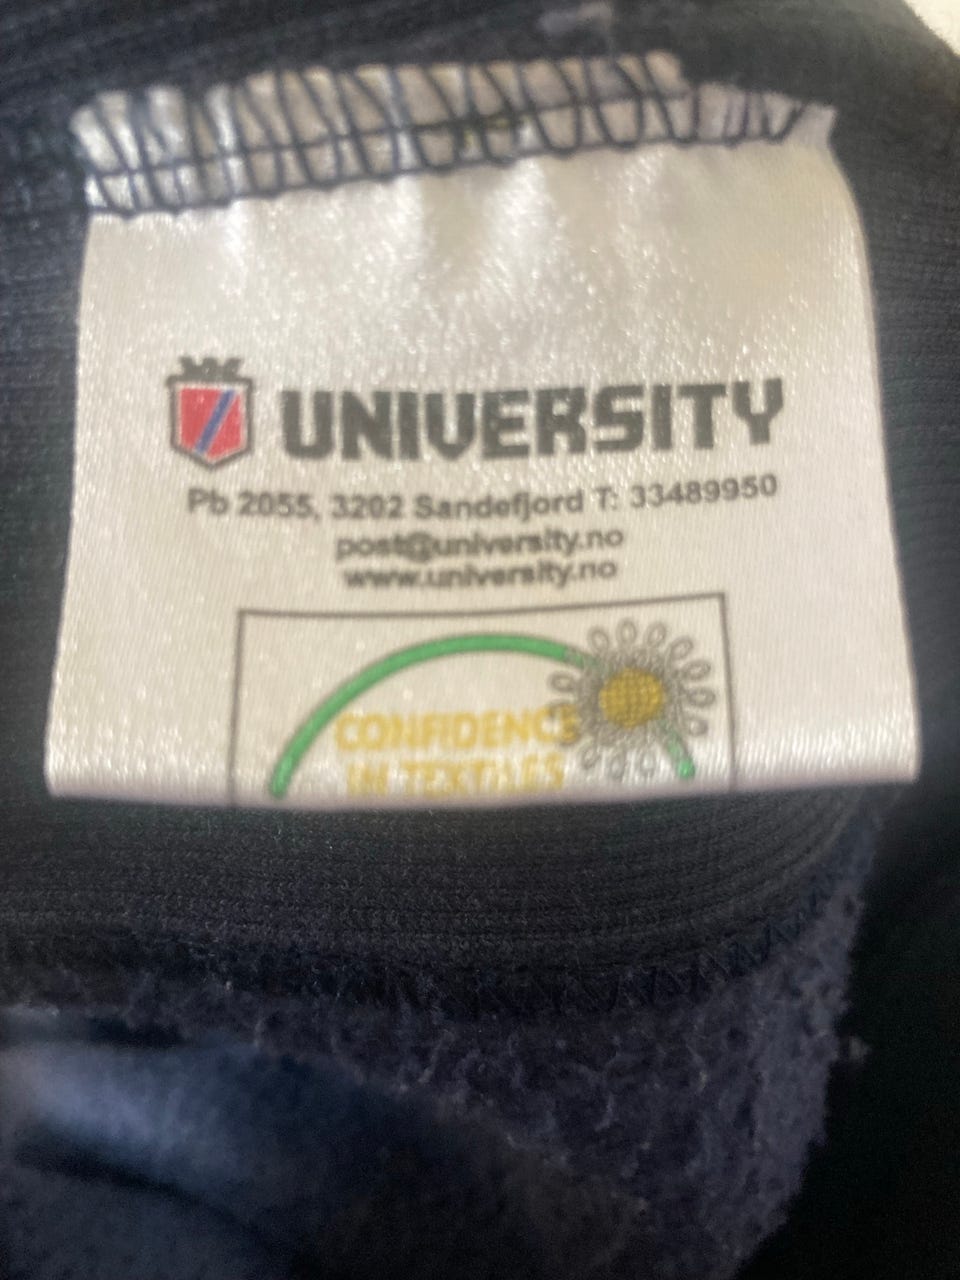 UNIVERSITY
Pb 2055, 3202 Sandefjord T: 33489950
post@university.no
www.university.no
CONFIDENCE
IN TEXTILES